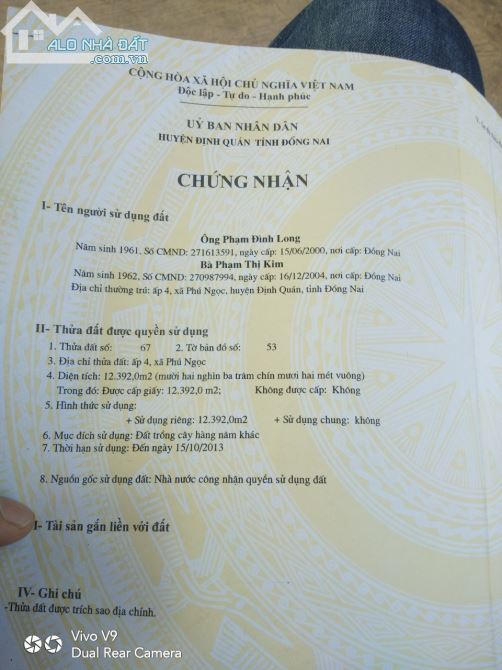 ALO NHÀ ĐẤT
.com.vn
CỘNG HÒA XÃ HỘI CHỦ NGHĨA VIỆT NAM
Độc lập - Tự do - Hạnh phúc
UỶ BAN NHÂN DÂN
HUYỆN ĐỊNH QUÁN TỈNH ĐỒNG NAI
CHỨNG NHẬN
I- Tên người sử dụng đất
Ông Phạm Đình Long
Năm sinh 1961, Số CMND: 271613591, ngày cấp: 15/06/2000, nơi cấp: Đồng Nai
Bà Phạm Thị Kim
Năm sinh 1962, Số CMND: 270987994, ngày cấp: 16/12/2004, nơi cấp: Đồng Nai
Địa chỉ thường trú: ấp 4, xã Phú Ngọc, huyện Định Quán, tỉnh Đồng Nai
II- Thửa đất được quyền sử dụng
1. Thửa đất số: 67 2. Tờ bản đồ số: 53
3. Địa chỉ thửa đất: ấp 4, xã Phú Ngọc
4. Diện tích: 12.392,0m2 (mười hai nghìn ba trăm chín mươi hai mét vuông)
Trong đó: Được cấp giấy: 12.392,0 m2; Không được cấp: Không
5. Hình thức sử dụng:
+ Sử dụng riêng: 12.392,0m2 + Sử dụng chung: không
6. Mục đích sử dụng: Đất trồng cây hàng năm khác
7. Thời hạn sử dụng: Đến ngày 15/10/2013
8. Nguồn gốc sử dụng đất: Nhà nước công nhận quyền sử dụng đất
I- Tài sản gắn liền với đất
IV- Ghi chú
-Thửa đất được trích sao địa chính.
Vivo V9
Dual Rear Camera